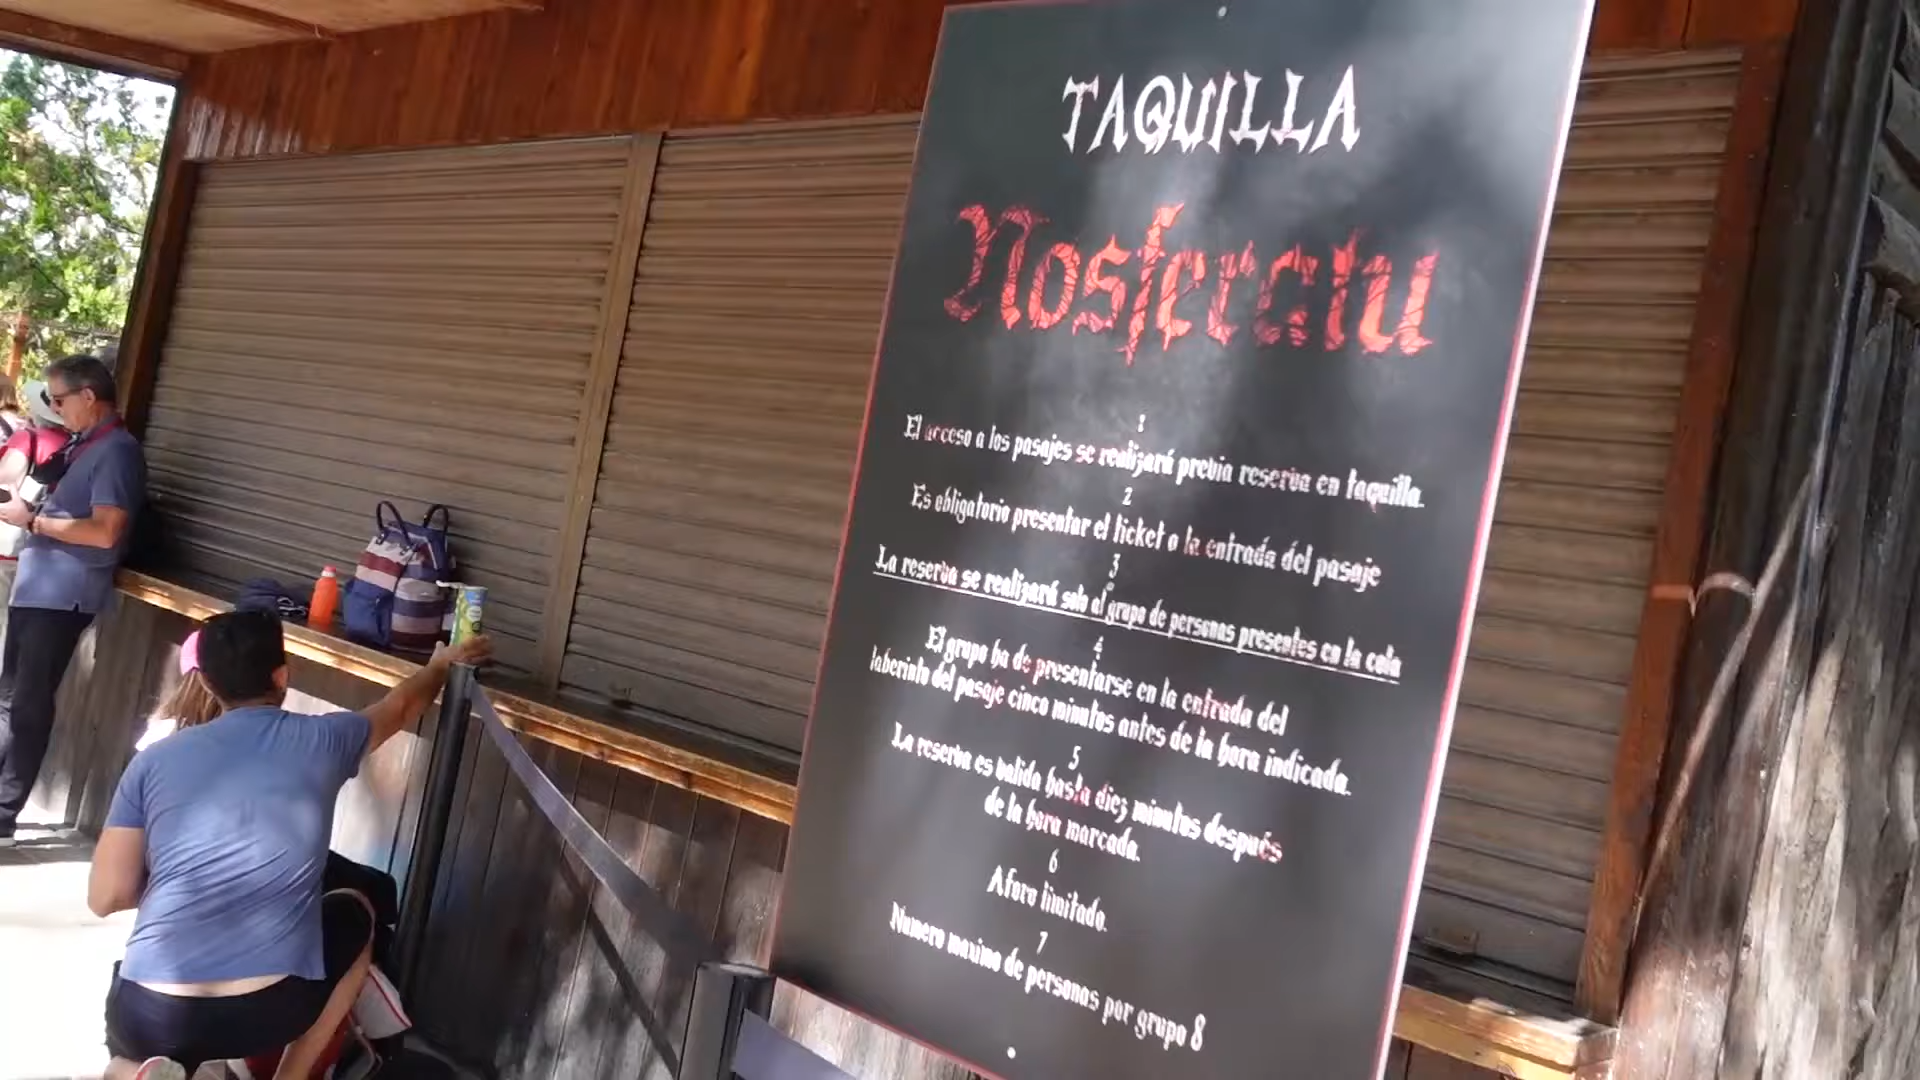 TAQUILLA
Nosferatu
1
El acceso a los pasajes se realizará previa reserva en taquilla.
2
Es obligatorio presentar el ticket a la entrada del pasaje
3
La reserva se realizará solo al grupo de personas presentes en la cola
4
El grupo ha de presentarse en la entrada del
laberinto del pasaje cinco minutos antes de la hora indicada.
5
La reserva es valida hasta diez minutos después
de la hora marcada.
6
Aforo limitado.
7
Numero maximo de personas por grupo 8